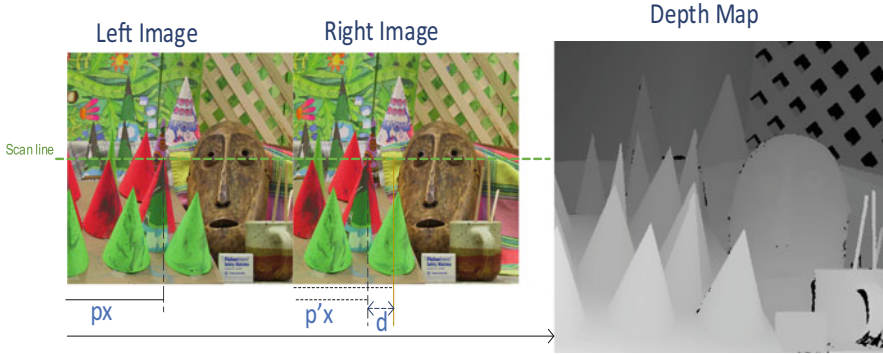 Left Image
Right Image
Depth Map
Scan line
px
p'x
d